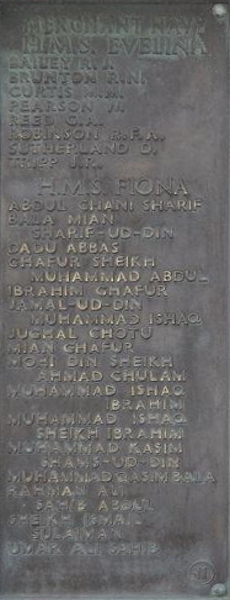 MERCHANT NAVY
H.M.S. EVELINA
BAILEY R.J.
BRUNTON R.N.
CURTIS
PEARSON
REED G.A.
ROBINSON R.F.A.
SUTHERLAND D.
TRIPP J.R.
H.M.S. FIONA
ABDUL GHANI SHARIF
BALA MIAN
SHARIF-UD-DIN
DADU ABBAS
GHAFUR SHEIKH
MUHAMMAD ABDUL
IBRAHIM GHAFUR
JAMAL-UD-DIN
MUHAMMAD ISHAQ
JUGHAL CHOTU
MIAN GHAFUR
MOHI DIN SHEIKH
AHMAD GHULAM
MUHAMMAD ISHAQ
IBRAHIM
MUHAMMAD ISHAQ
SHEIKH IBRAHIM
MUHAMMAD KASIM
SHAMS-UD-DIN
MUHAMMAD QASIM BALA
RAHMAN ALI
SAHIB ABDUL
SHEIKH ISMAIL
SULAIMAN
UMAR ALI SAHIB